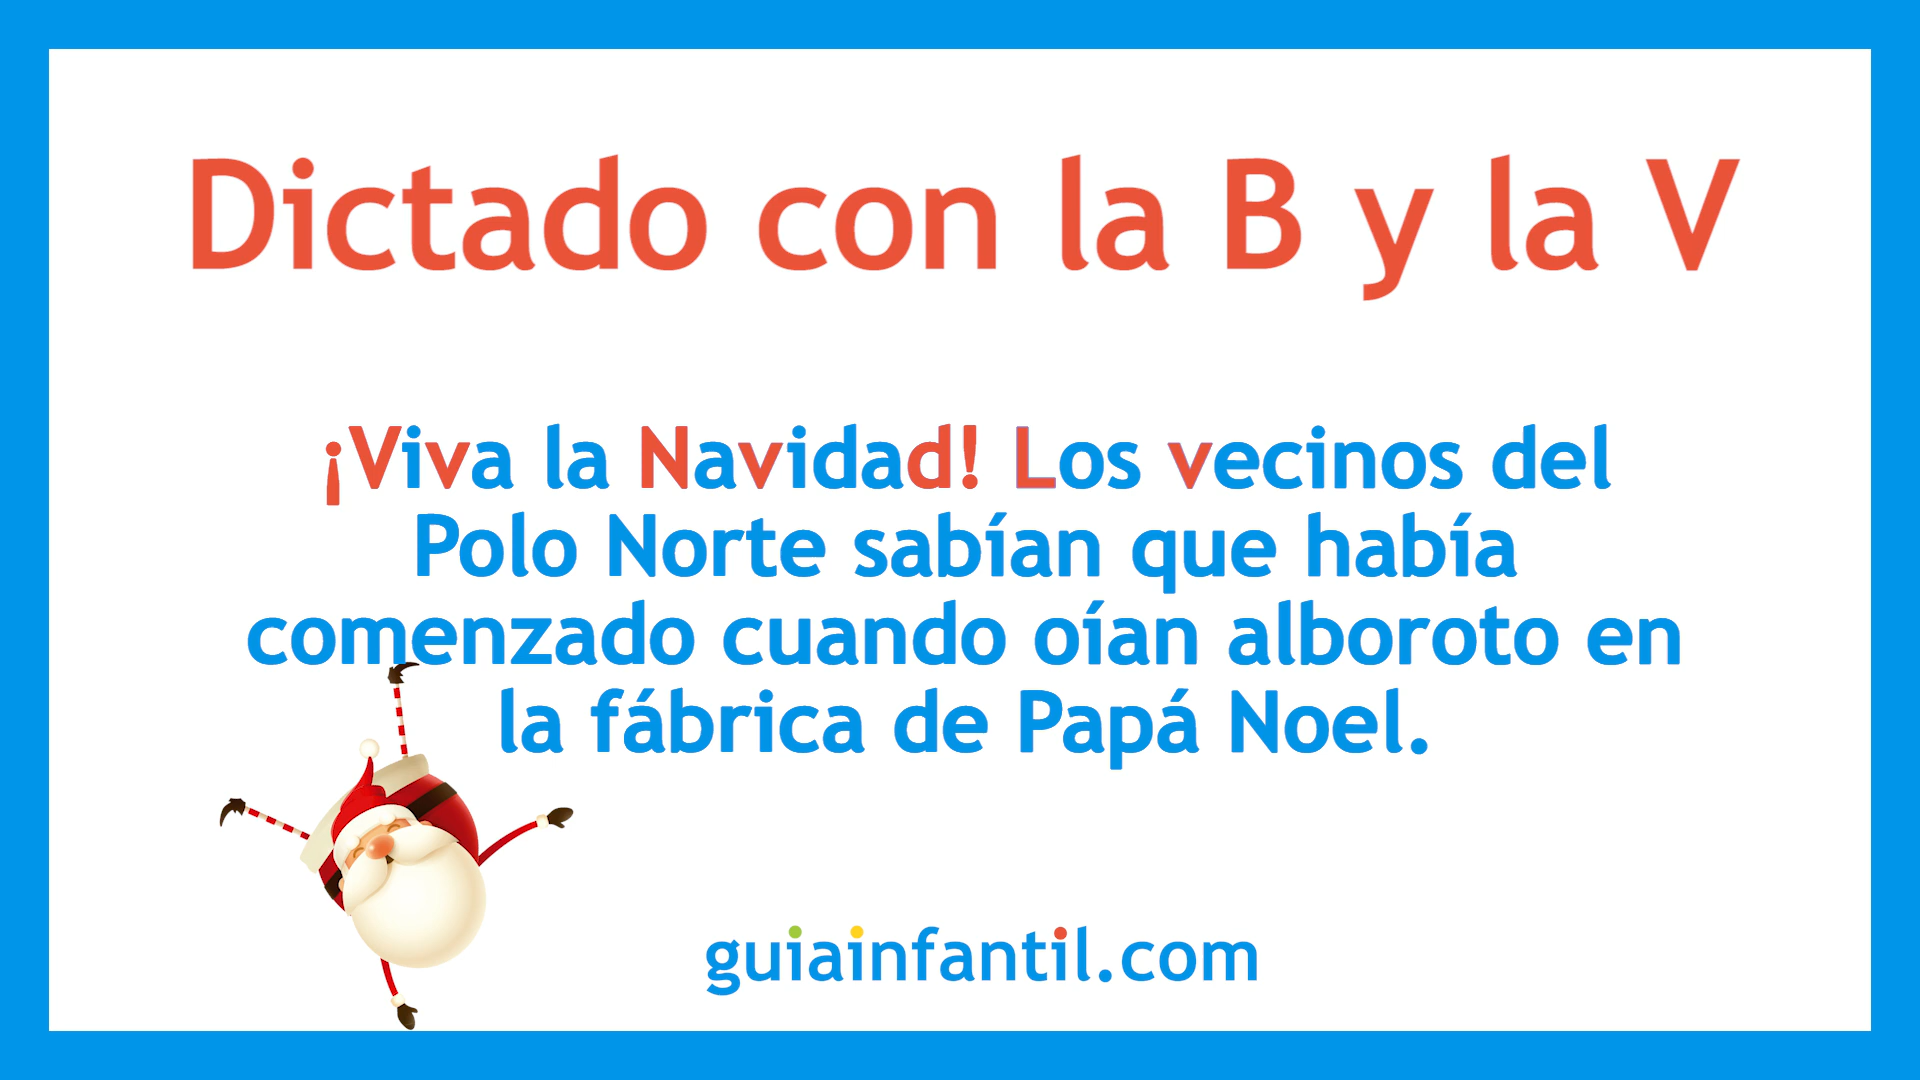 Dictado con la B y la V
¡Viva la Navidad! Los vecinos del
Polo Norte sabían que había
comenzado cuando oían alboroto en
la fábrica de Papá Noel.
guiainfantil.com